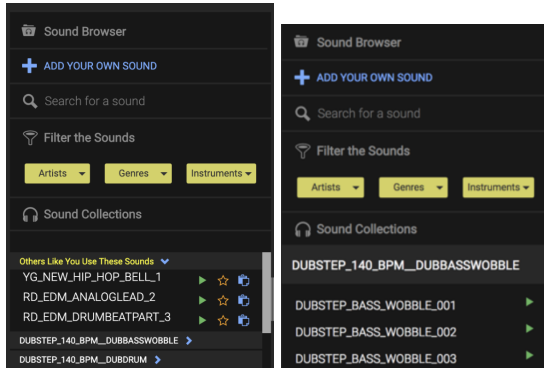 Sound Browser
ADD YOUR OWN SOUND
Search for a sound
Filter the Sounds
Artists
Genres
Instruments
Sound Collections
Others Like You Use These Sounds
YG_NEW_HIP_HOP_BELL_1
RD_EDM_ANALOGLEAD_2
RD_EDM_DRUMBEATPART_3
DUBSTEP_140_BPM__DUBBASSWOBBLE
DUBSTEP_140_BPM__DUBDRUM
Sound Browser
ADD YOUR OWN SOUND
Search for a sound
Filter the Sounds
Artists
Genres
Instruments
Sound Collections
DUBSTEP_140_BPM__DUBBASSWOBBLE
DUBSTEP_BASS_WOBBLE_001
DUBSTEP_BASS_WOBBLE_002
DUBSTEP_BASS_WOBBLE_003